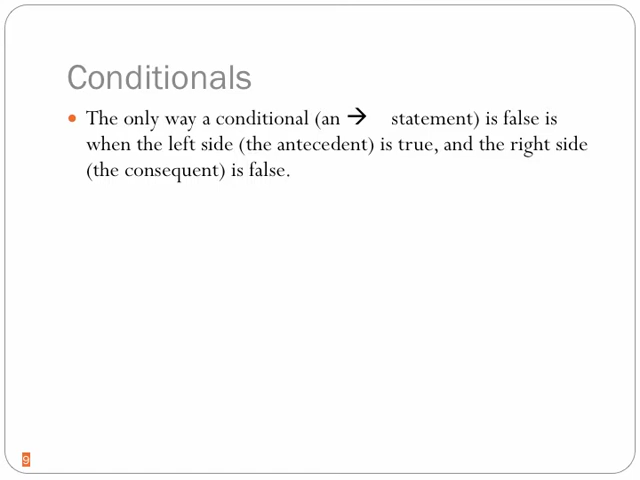 Conditionals
• The only way a conditional (an → statement) is false is
when the left side (the antecedent) is true, and the right side
(the consequent) is false.
9